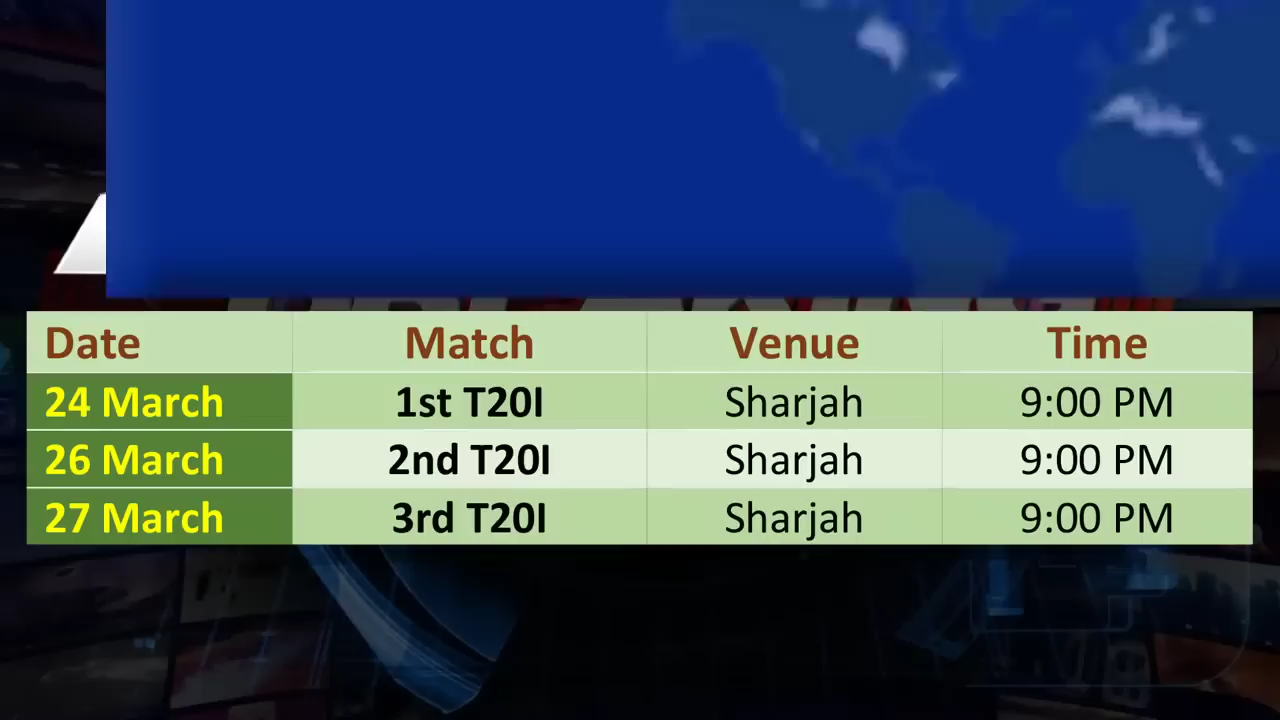 Date Match Venue Time
24 March 1st T20I Sharjah 9:00 PM
26 March 2nd T20I Sharjah 9:00 PM
27 March 3rd T20I Sharjah 9:00 PM